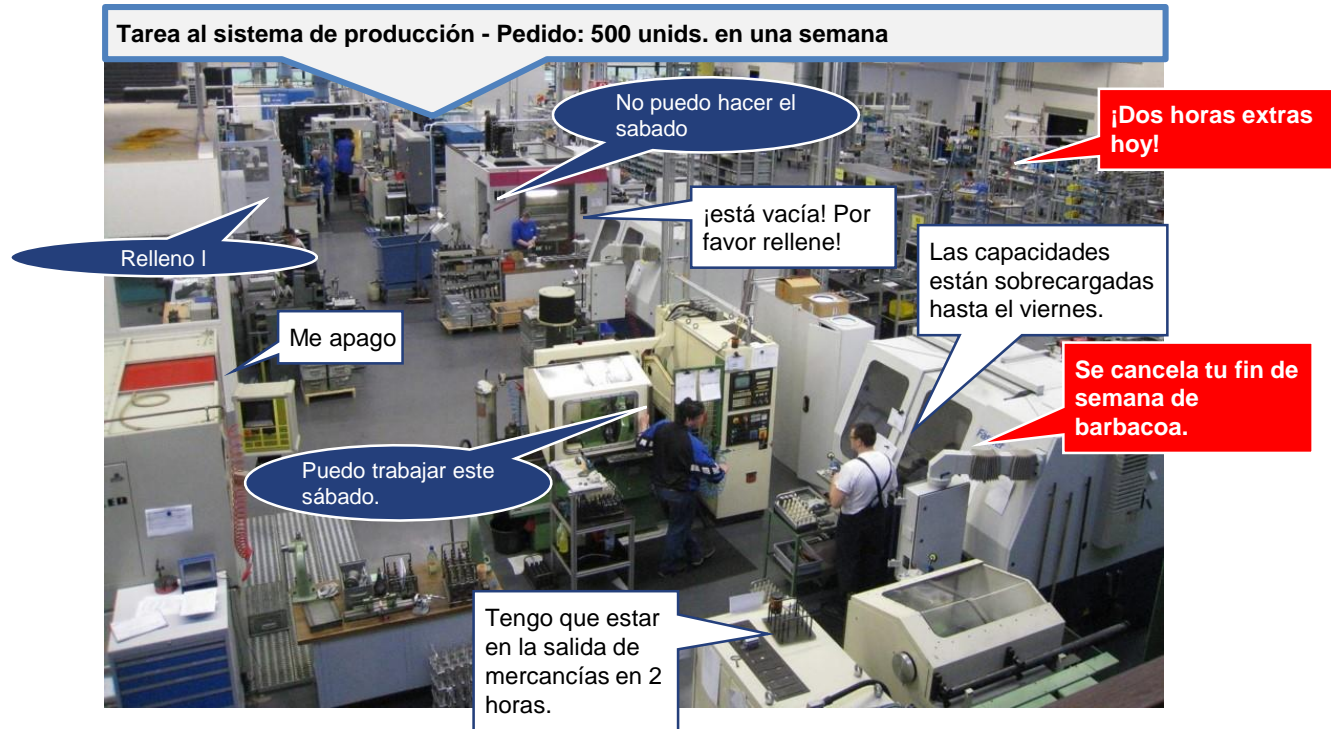 Tarea al sistema de producción - Pedido: 500 unids. en una semana
No puedo hacer el
sabado
¡Dos horas extras
hoy!
¡está vacía! Por
favor rellene!
Relleno l
Las capacidades
están sobrecargadas
hasta el viernes.
Me apago
Se cancela tu fin de
semana de
barbacoa.
Puedo trabajar este
sábado.
Tengo que estar
en la salida de
mercancías en 2
horas.